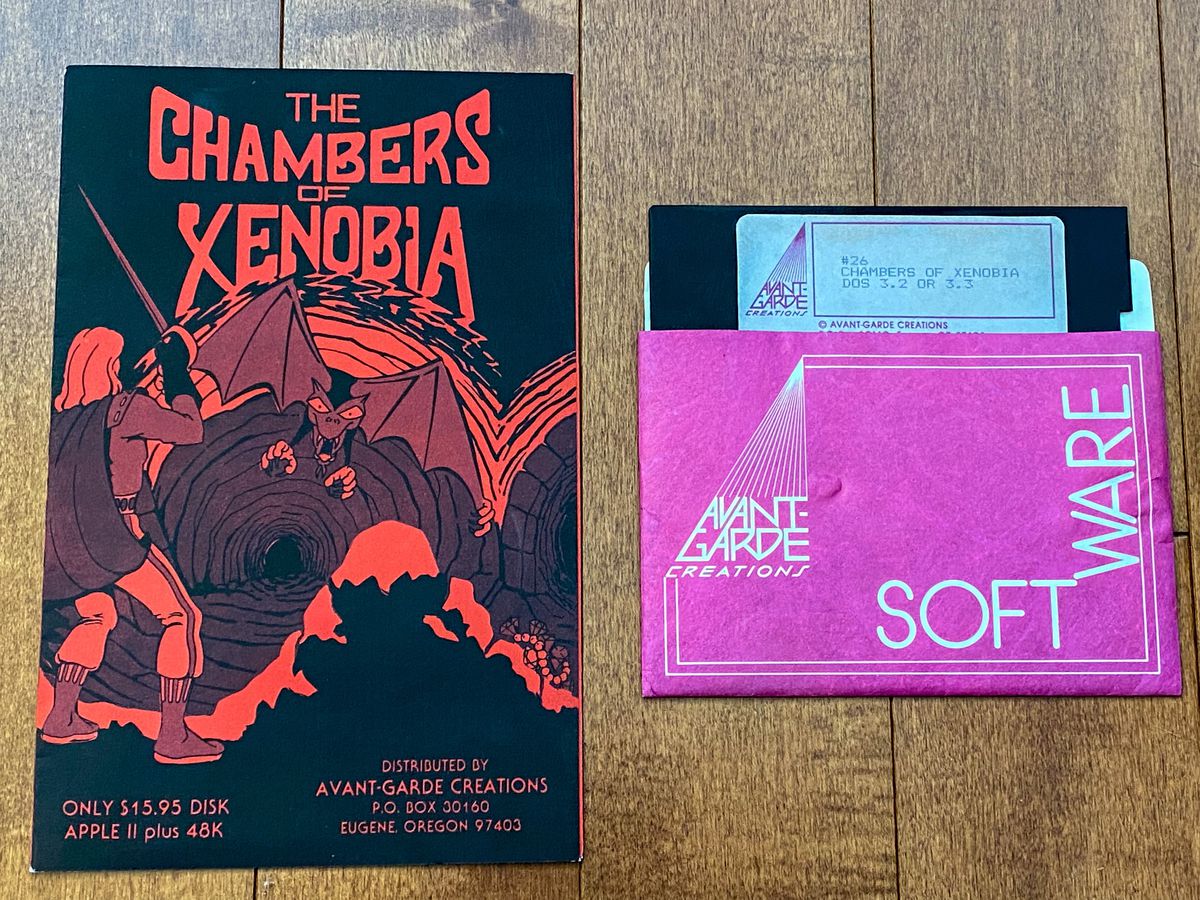 THE
CHAMBERS
OF
XENOBIA
ONLY $15.95 DISK
APPLE II plus 48K
DISTRIBUTED BY
AVANT-GARDE CREATIONS
P.O. BOX 30160
EUGENE, OREGON 97403
AVANT-
GARDE
CREATIONS
#26
CHAMBERS OF XENOBIA
DOS 3.2 OR 3.3
© AVANT-GARDE CREATIONS
AVANT-
GARDE
CREATIONS
SOFTWARE